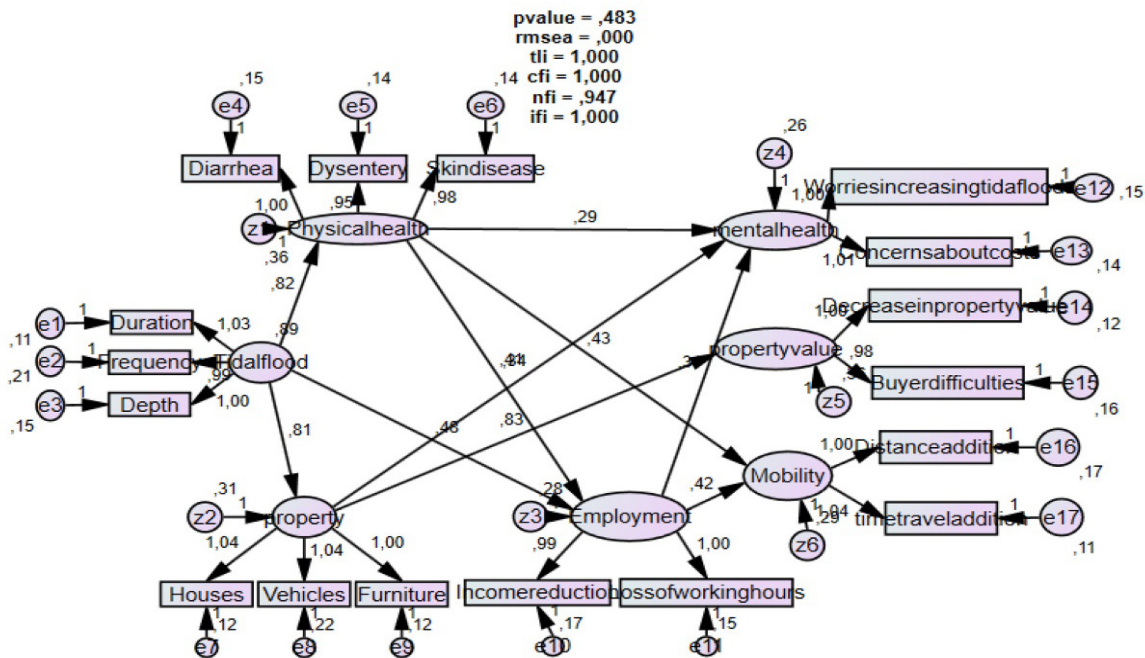 pvalue = ,483
rmsea = ,000
tli = 1,000
cfi = 1,000
nfi = ,947
ifi = 1,000
,15
,14
,14
e4
e5
e6
1
1
1
Diarrhea
Dysentery
Skindisease
1,00
,95
,98
z1
1
,36
Physicalhealth
,82
,29
,26
z4
1
mentalhealth
1,00
1,01
Worriesincreasingtidaflood
1
e12
,15
Concernsaboutcosts
1
e13
,14
e1
1
,11
Duration
1,03
e2
1
,21
Frequency
,99
e3
1
,15
Depth
1,00
,89
Tidalflood
,81
,48
,43
,83
propertyvalue
1,00
,98
Decreaseinpropertyvalue
1
e14
,12
Buyerdifficulties
1
e15
,16
z5
1
z2
,31
1
property
1,04
1,04
1,00
Houses
Vehicles
Furniture
1
,12
1
,22
1
,12
e7
e8
e9
z3
,28
Employment
,42
,99
1,00
Incomereduction
Lossofworkinghours
1
,17
1
,15
e10
e11
Mobility
1,00
1,04
Distanceaddition
1
e16
,17
timetraveladdition
1
e17
,11
z6
1
,29